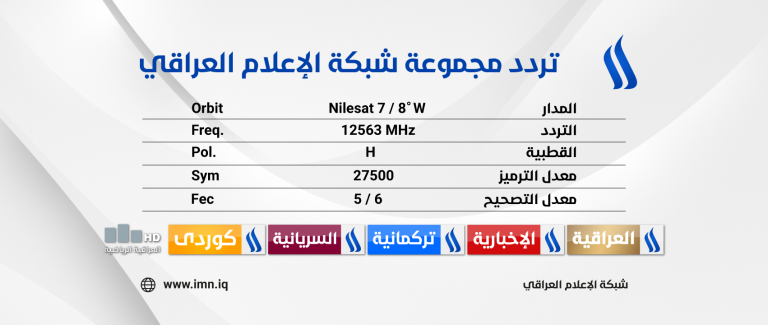 تردد مجموعة شبكة الإعلام العراقي
المدار Nilesat 7 / 8° W Orbit
التردد 12563 MHz Freq.
القطبية H Pol.
معدل الترميز 27500 Sym
معدل التصحيح 5 / 6 Fec
العراقية الإخبارية تركمانية السريانية كوردی HD
العراقية الرياضية
شبكة الإعلام العراقي www.imn.iq